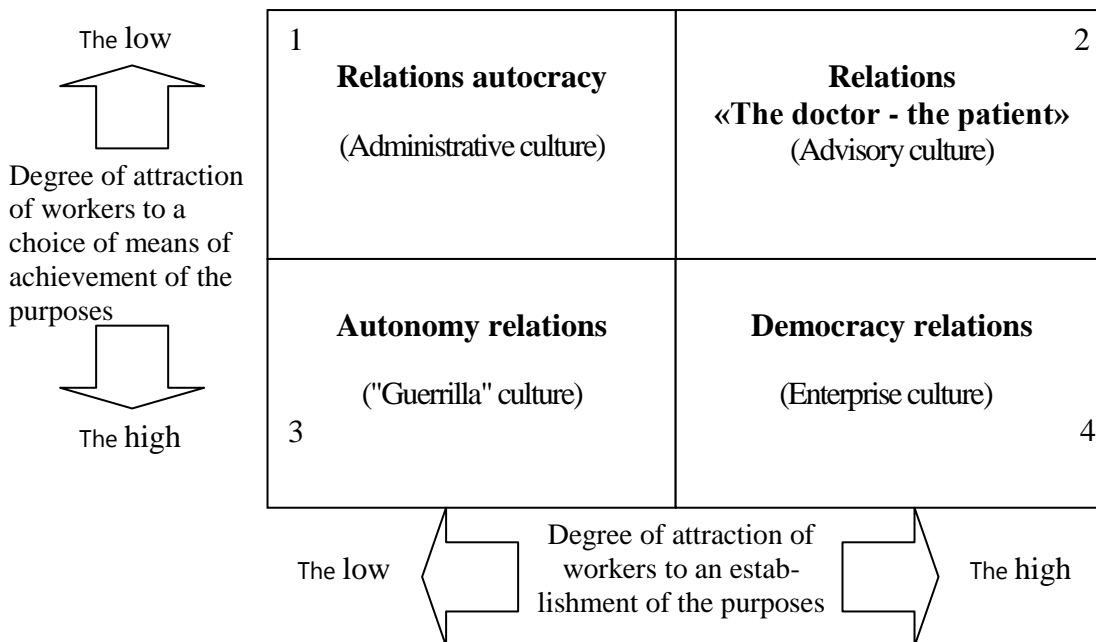 The low
Degree of attraction
of workers to a
choice of means of
achievement of the
purposes
The high
1
Relations autocracy
(Administrative culture)
2
Relations
«The doctor - the patient»
(Advisory culture)
Autonomy relations
("Guerrilla" culture)
3
Democracy relations
(Enterprise culture)
4
The low
Degree of attraction of
workers to an estab-
lishment of the purposes
The high